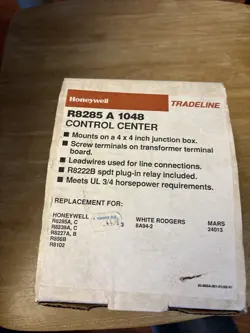 Honeywell
TRADELINE
R8285 A 1048
CONTROL CENTER
■ Mounts on a 4 x 4 inch junction box.
■ Screw terminals on transformer terminal
board.
■ Leadwires used for line connections.
■ R8222B spdt plug-in relay included.
■ Meets UL 3/4 horsepower requirements.
REPLACEMENT FOR:
HONEYWELL
R8285A, C
R8239A, C
R8227A, B
R856B
R8102
WHITE RODGERS
8A94-2
MARS
24013